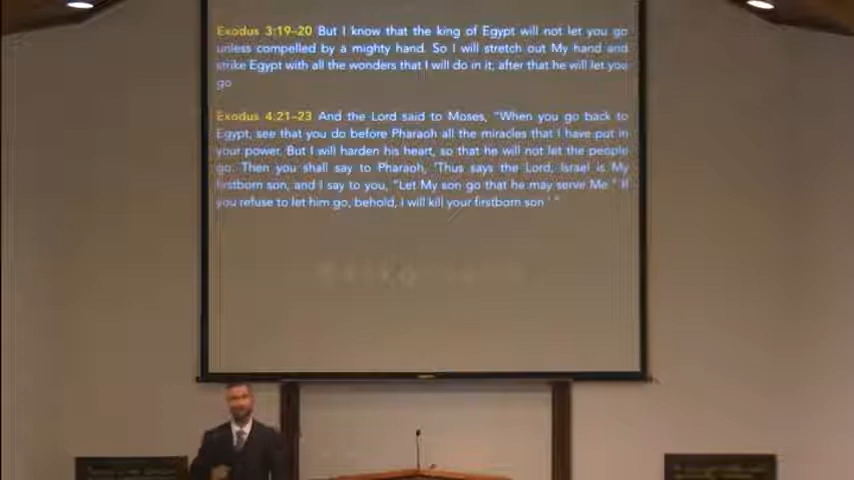 Exodus 3:19–20 But I know that the king of Egypt will not let you go
unless compelled by a mighty hand. So I will stretch out My hand and
strike Egypt with all the wonders that I will do in it; after that he will let you
go
Exodus 4:21–23 And the Lord said to Moses, "When you go back to
Egypt, see that you do before Pharaoh all the miracles that I have put in
your power. But I will harden his heart, so that he will not let the people
go. Then you shall say to Pharaoh, 'Thus says the Lord, Israel is My
firstborn son, and I say to you, "Let My son go that he may serve Me." If
you refuse to let him go, behold, I will kill your firstborn son ' "